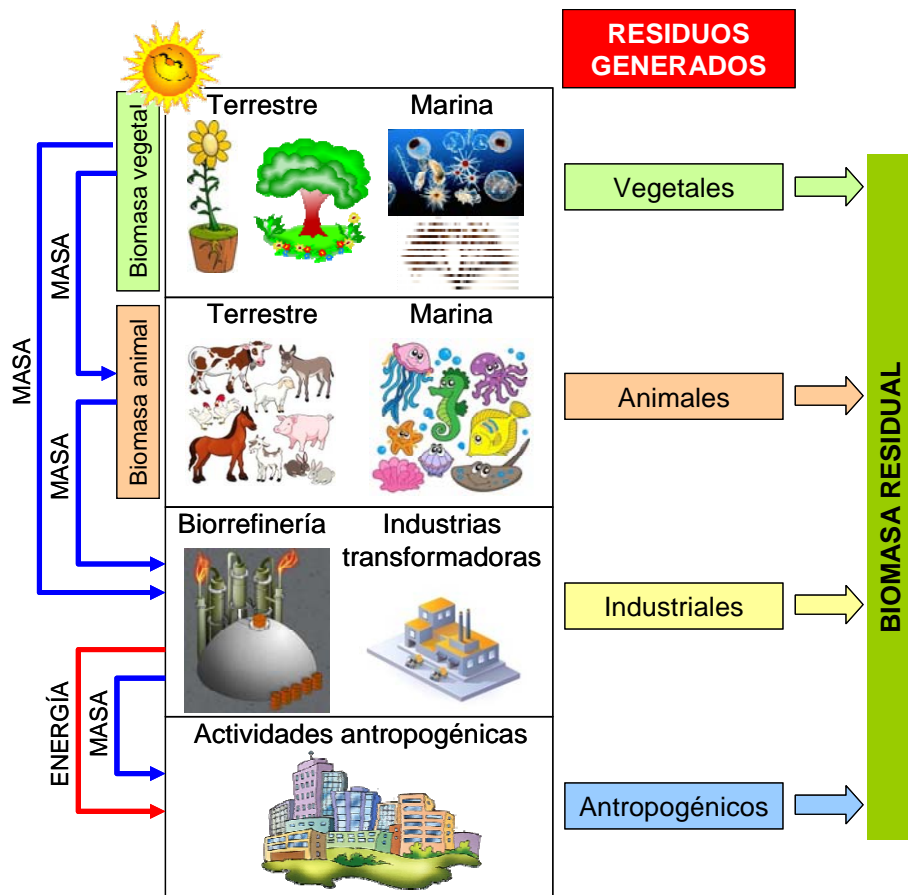 RESIDUOS
GENERADOS
Terrestre
Marina
Biomasa vegetal
Vegetales
MASA
MASA
Terrestre
Marina
Biomasa animal
Animales
MASA
BIOMASA RESIDUAL
Biorrefinería
Industrias
transformadoras
Industriales
ENERGÍA
MASA
Actividades antropogénicas
Antropogénicos